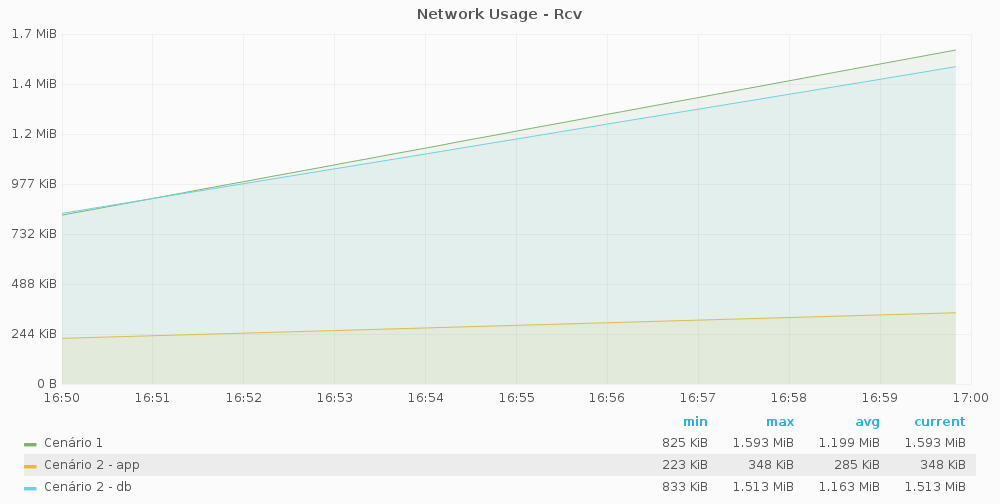 Network Usage - Rcv
1.7 MiB
1.4 MiB
1.2 MiB
977 KiB
732 KiB
488 KiB
244 KiB
0 B
16:50 16:51 16:52 16:53 16:54 16:55 16:56 16:57 16:58 16:59 17:00
min max avg current
Cenário 1 825 KiB 1.593 MiB 1.199 MiB 1.593 MiB
Cenário 2 - app 223 KiB 348 KiB 285 KiB 348 KiB
Cenário 2 - db 833 KiB 1.513 MiB 1.163 MiB 1.513 MiB